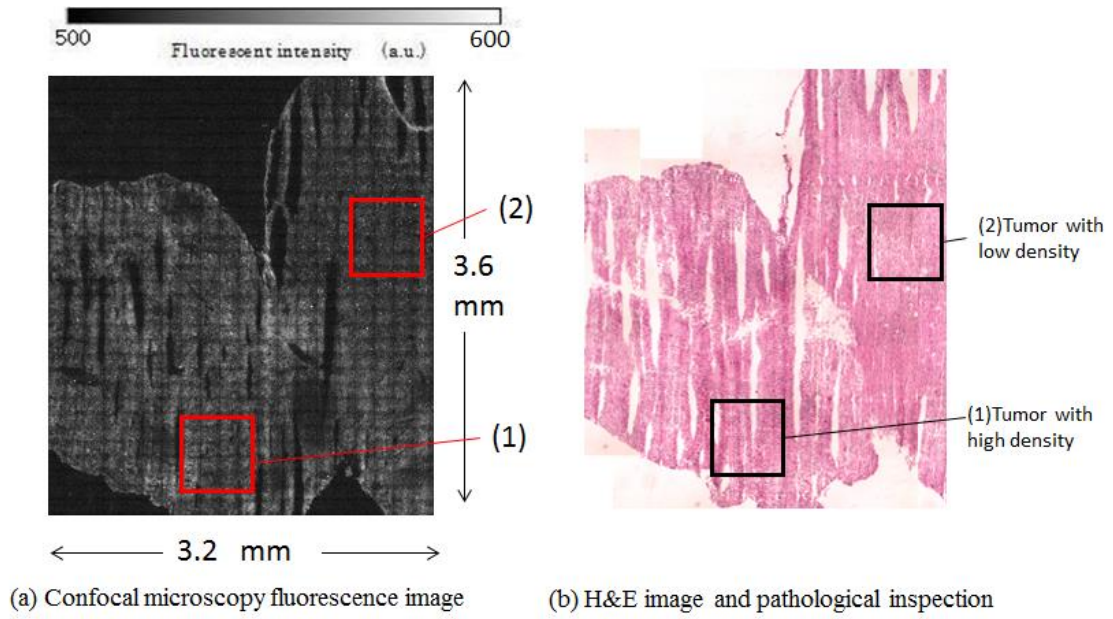 500
600
Fluorescent intensity (a.u.)
(2)
3.6
mm
(1)
3.2 mm
(2)Tumor with
low density
(1)Tumor with
high density
(a) Confocal microscopy fluorescence image
(b) H&E image and pathological inspection